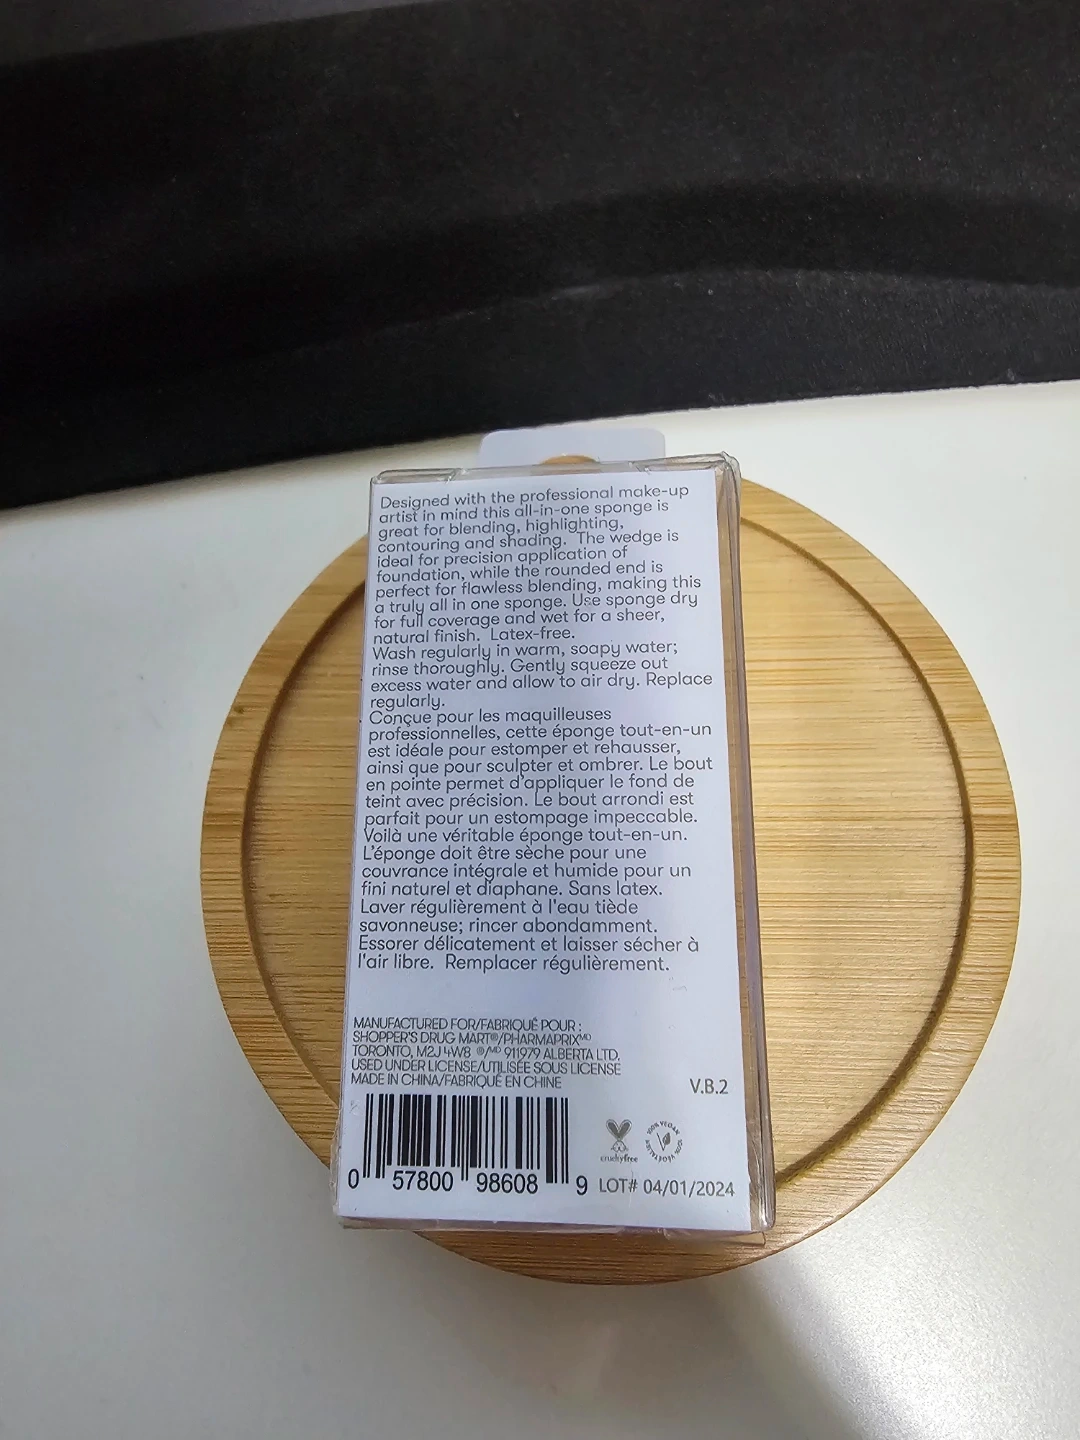 Designed with the professional make-up
artist in mind this all-in-one sponge is
great for blending, highlighting,
contouring and shading. The wedge is
ideal for precision application of
foundation, while the rounded end is
perfect for flawless blending, making this
a truly all in one sponge. Use sponge dry
for full coverage and wet for a sheer,
natural finish. Latex-free.
Wash regularly in warm, soapy water;
rinse thoroughly. Gently squeeze out
excess water and allow to air dry. Replace
regularly.
Conçue pour les maquilleuses
professionnelles, cette éponge tout-en-un
est idéale pour estomper et rehausser,
ainsi que pour sculpter et ombrer. Le bout
en pointe permet d'appliquer le fond de
teint avec précision. Le bout arrondi est
parfait pour un estompage impeccable.
Voilà une véritable éponge tout-en-un.
L'éponge doit être sèche pour une
couvrance intégrale et humide pour un
fini naturel et diaphane. Sans latex.
Laver régulièrement à l'eau tiède
savonneuse; rincer abondamment.
Essorer délicatement et laisser sécher à
l'air libre. Remplacer régulièrement.
MANUFACTURED FOR/FABRIQUÉ POUR :
SHOPPER'S DRUG MART®/PHARMAPRIX MD
TORONTO, M2J 4W8 ®/MD 911979 ALBERTA LTD.
USED UNDER LICENSE/UTILISÉE SOUS LICENSE
MADE IN CHINA/FABRIQUÉ EN CHINE
V.B.2
crueltyfree
100% VEGAN
100% VÉGÉTALIEN
0 57800 98608 9
LOT# 04/01/2024